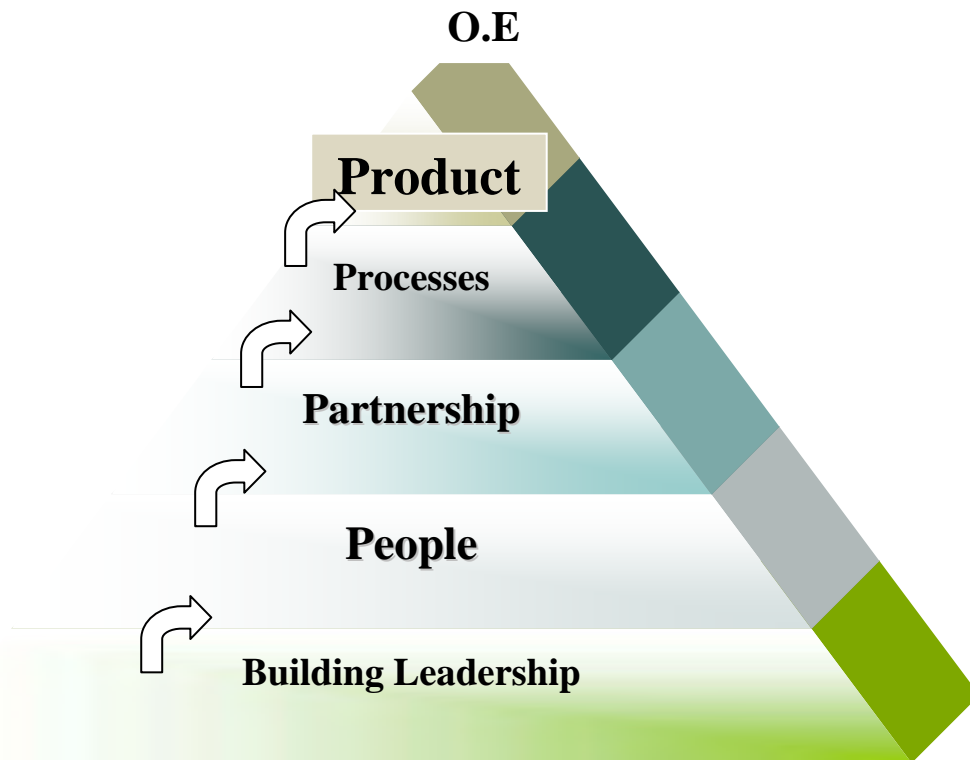 O.E
Product
Processes
Partnership
People
Building Leadership